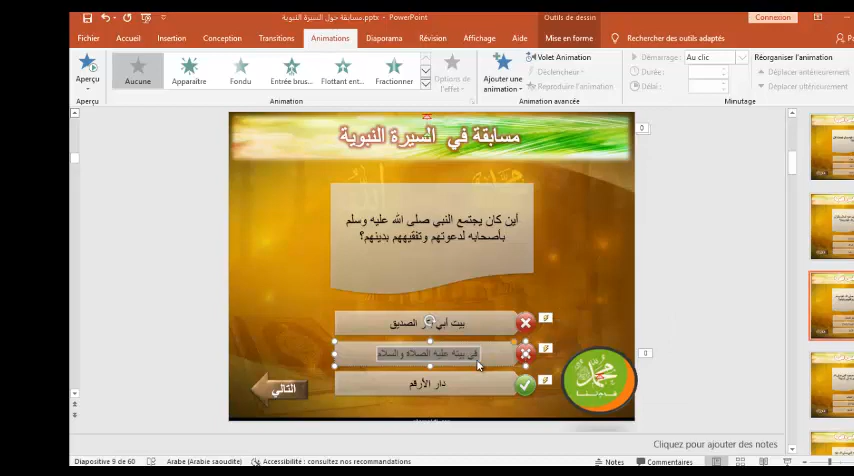 مسابقة حول السيرة النبوية.pptx - PowerPoint
Outils de dessin
Connexion
Fichier
Accueil
Insertion
Conception
Transitions
Animations
Diaporama
Révision
Affichage
Aide
Mise en forme
Rechercher des outils adaptés
Aperçu
Aucune
Apparaître
Fondu
Entrée brus...
Flottant ent...
Fractionner
Options de l'effet
Ajouter une animation
Volet Animation
Déclencheur
Reproduire l'animation
Démarrage :
Au clic
Durée :
Délai :
Réorganiser l'animation
Déplacer antérieurement
Déplacer ultérieurement
Aperçu
Animation
Animation avancée
Minutage
مسابقة في السيرة النبوية
0
أين كان يجتمع النبي صلى الله عليه وسلم
بأصحابه لدعوتهم وتفقيههم بدينهم؟
بيت أبي الصديق
في بيته عليه الصلاة والسلام
0
دار الأرقم
التالي
محمد
Cliquez pour ajouter des notes
Diapositive 9 de 60
Arabe (Arabie saoudite)
Accessibilité : consultez nos recommandations
Notes
Commentaires